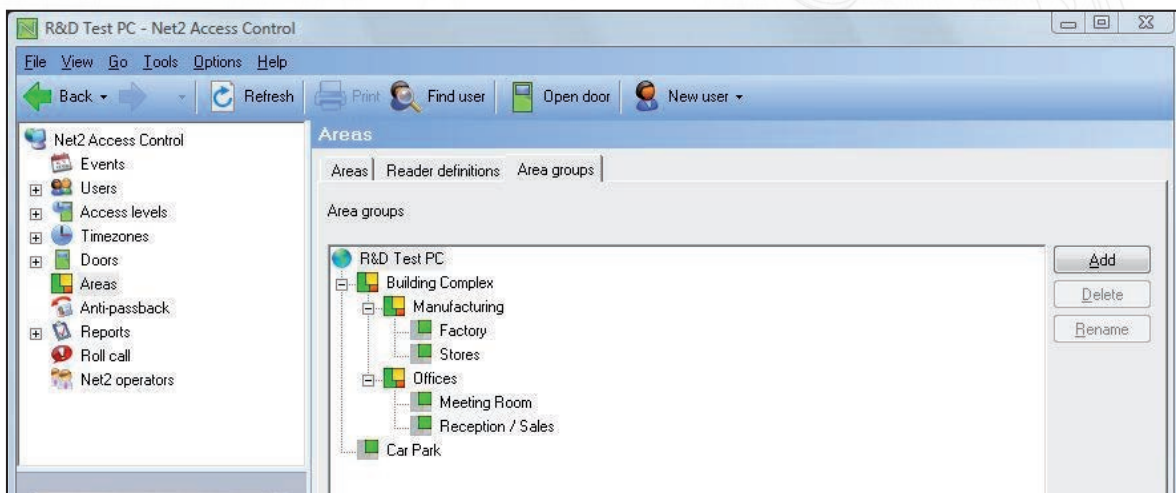 R&D Test PC - Net2 Access Control
File View Go Tools Options Help
Back Refresh Print Find user Open door New user
Net2 Access Control
Events
Users
Access levels
Timezones
Doors
Areas
Anti-passback
Reports
Roll call
Net2 operators
Areas
Areas Reader definitions Area groups
Area groups
R&D Test PC
Building Complex
Manufacturing
Factory
Stores
Offices
Meeting Room
Reception / Sales
Car Park
Add
Delete
Rename